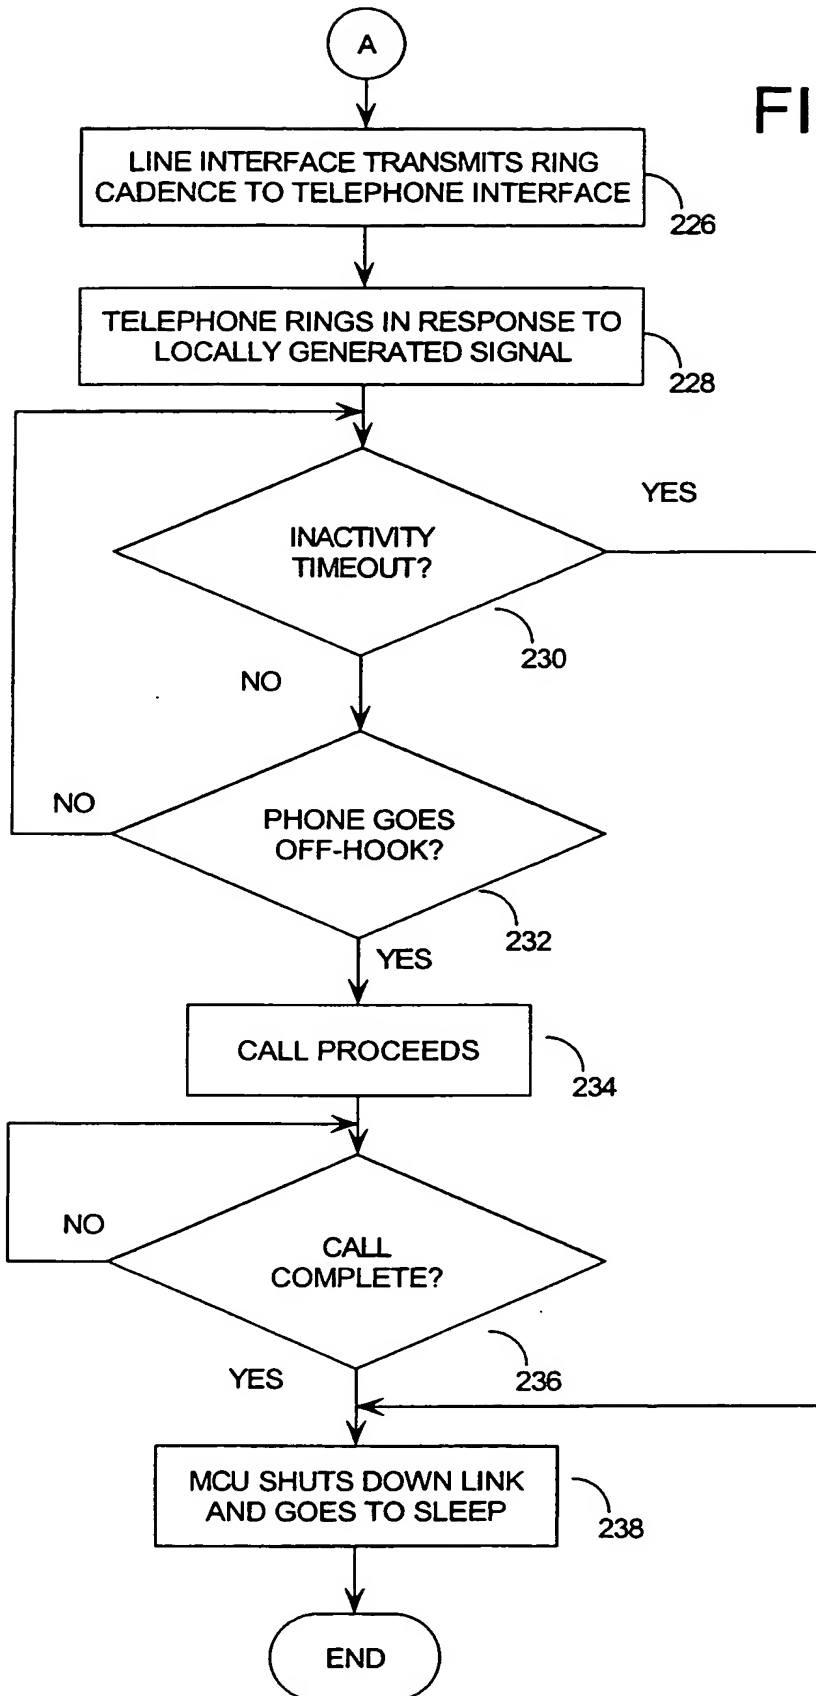 A
FI
LINE INTERFACE TRANSMITS RING
CADENCE TO TELEPHONE INTERFACE
226
TELEPHONE RINGS IN RESPONSE TO
LOCALLY GENERATED SIGNAL
228
YES
INACTIVITY
TIMEOUT?
230
NO
NO
PHONE GOES
OFF-HOOK?
232
YES
CALL PROCEEDS
234
NO
CALL
COMPLETE?
236
YES
MCU SHUTS DOWN LINK
AND GOES TO SLEEP
238
END